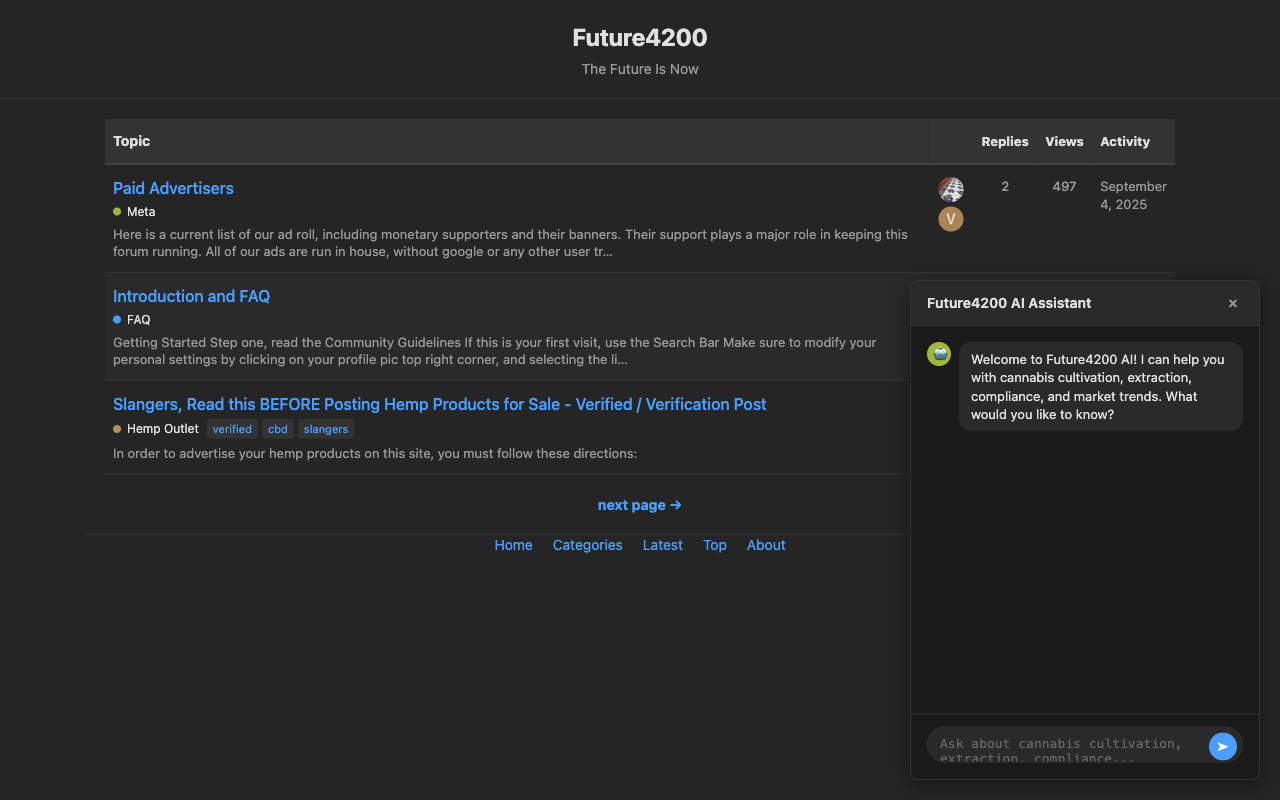 Future4200
The Future Is Now
Topic
Replies
Views
Activity
Paid Advertisers
Meta
Here is a current list of our ad roll, including monetary supporters and their banners. Their support plays a major role in keeping this
forum running. All of our ads are run in house, without google or any other user tr...
V
2
497
September
4, 2025
Introduction and FAQ
FAQ
Getting Started Step one, read the Community Guidelines If this is your first visit, use the Search Bar Make sure to modify your
personal settings by clicking on your profile pic top right corner, and selecting the li...
Slangers, Read this BEFORE Posting Hemp Products for Sale - Verified / Verification Post
Hemp Outlet verified cbd slangers
In order to advertise your hemp products on this site, you must follow these directions:
next page →
Home Categories Latest Top About
Future4200 AI Assistant ×
Welcome to Future4200 AI! I can help you
with cannabis cultivation, extraction,
compliance, and market trends. What
would you like to know?
Ask about cannabis cultivation,
extraction, compliance...